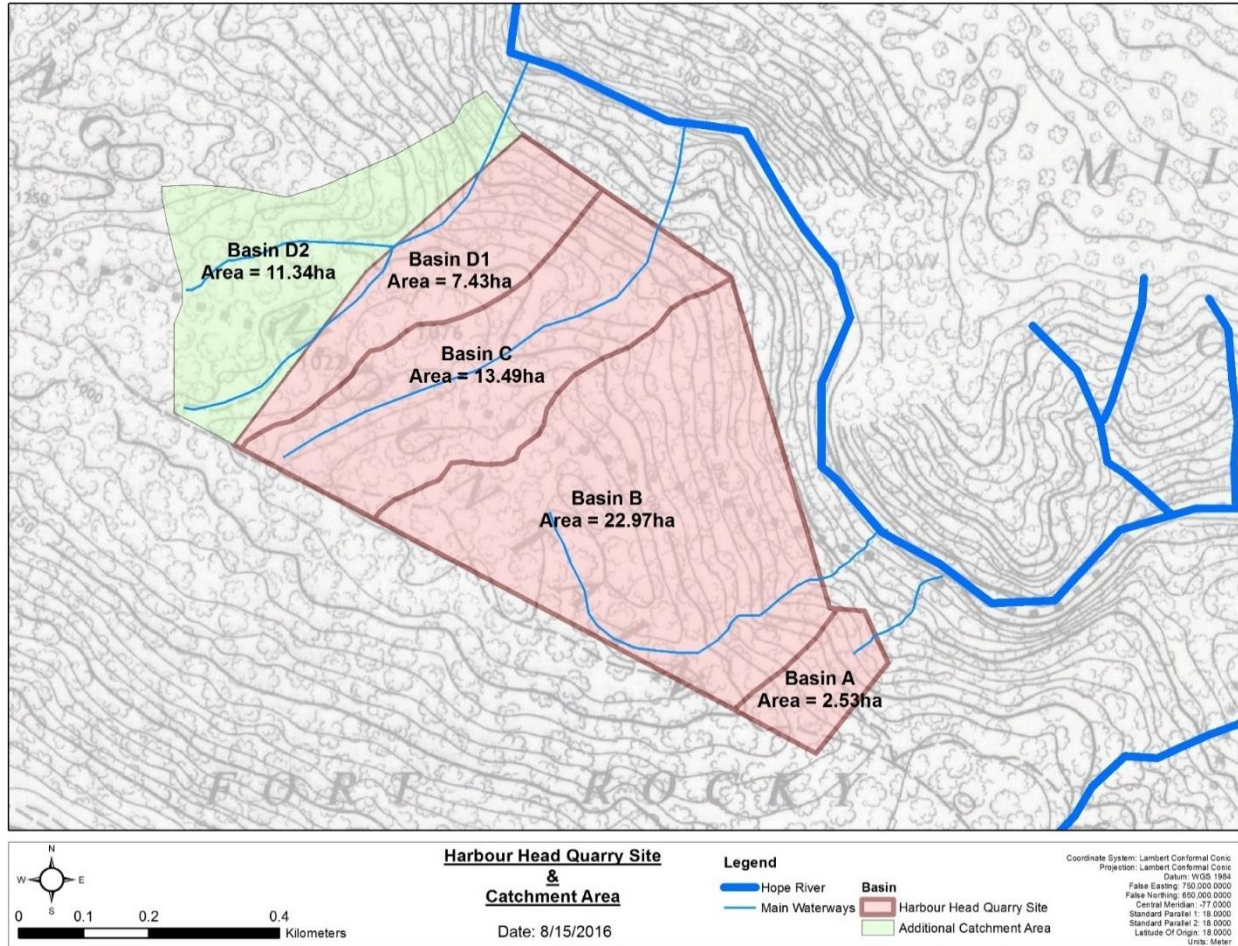 500
N
G
M I L
1250
HADOW
Basin D2
Area = 11.34ha
Basin D1
Area = 7.43ha
Basin C
Area = 13.49ha
1000
750
Basin B
Area = 22.97ha
Basin A
Area = 2.53ha
FORT ROCKY
Harbour Head Quarry Site
&
Catchment Area
Date: 8/15/2016
N
W E
S
0 0.1 0.2 0.4
Kilometers
Legend
Hope River
Main Waterways
Basin
Harbour Head Quarry Site
Additional Catchment Area
Coordinate System: Lambert Conformal Conic
Projection: Lambert Conformal Conic
Datum: WGS 1984
False Easting: 750,000.0000
False Northing: 650,000.0000
Central Meridian: -77.0000
Standard Parallel 1: 18.0000
Standard Parallel 2: 18.0000
Latitude Of Origin: 18.0000
Units: Meter